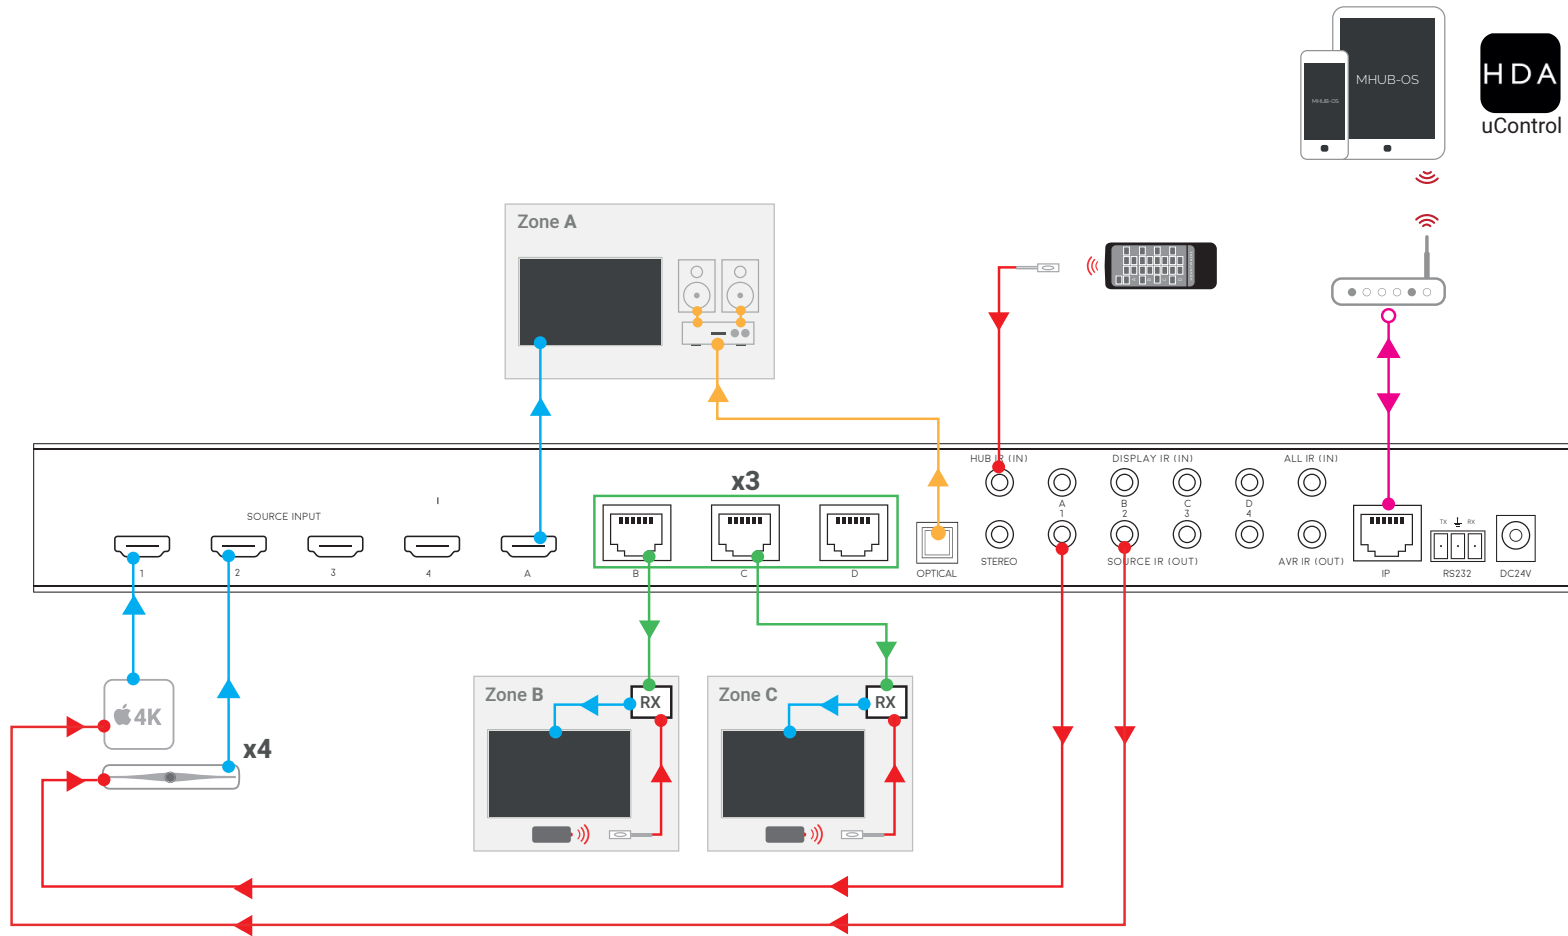 MHUB-OS
MHUB-OS
HDA
uControl
Zone A
x3
HUB IR (IN)
DISPLAY IR (IN)
ALL IR (IN)
A B C D
1 2 3 4
SOURCE INPUT
1 2 3 4 A B C D
OPTICAL
STEREO
SOURCE IR (OUT)
AVR IR (OUT)
IP
TX RX
RS232
DC24V
4K
x4
Zone B
RX
Zone C
RX